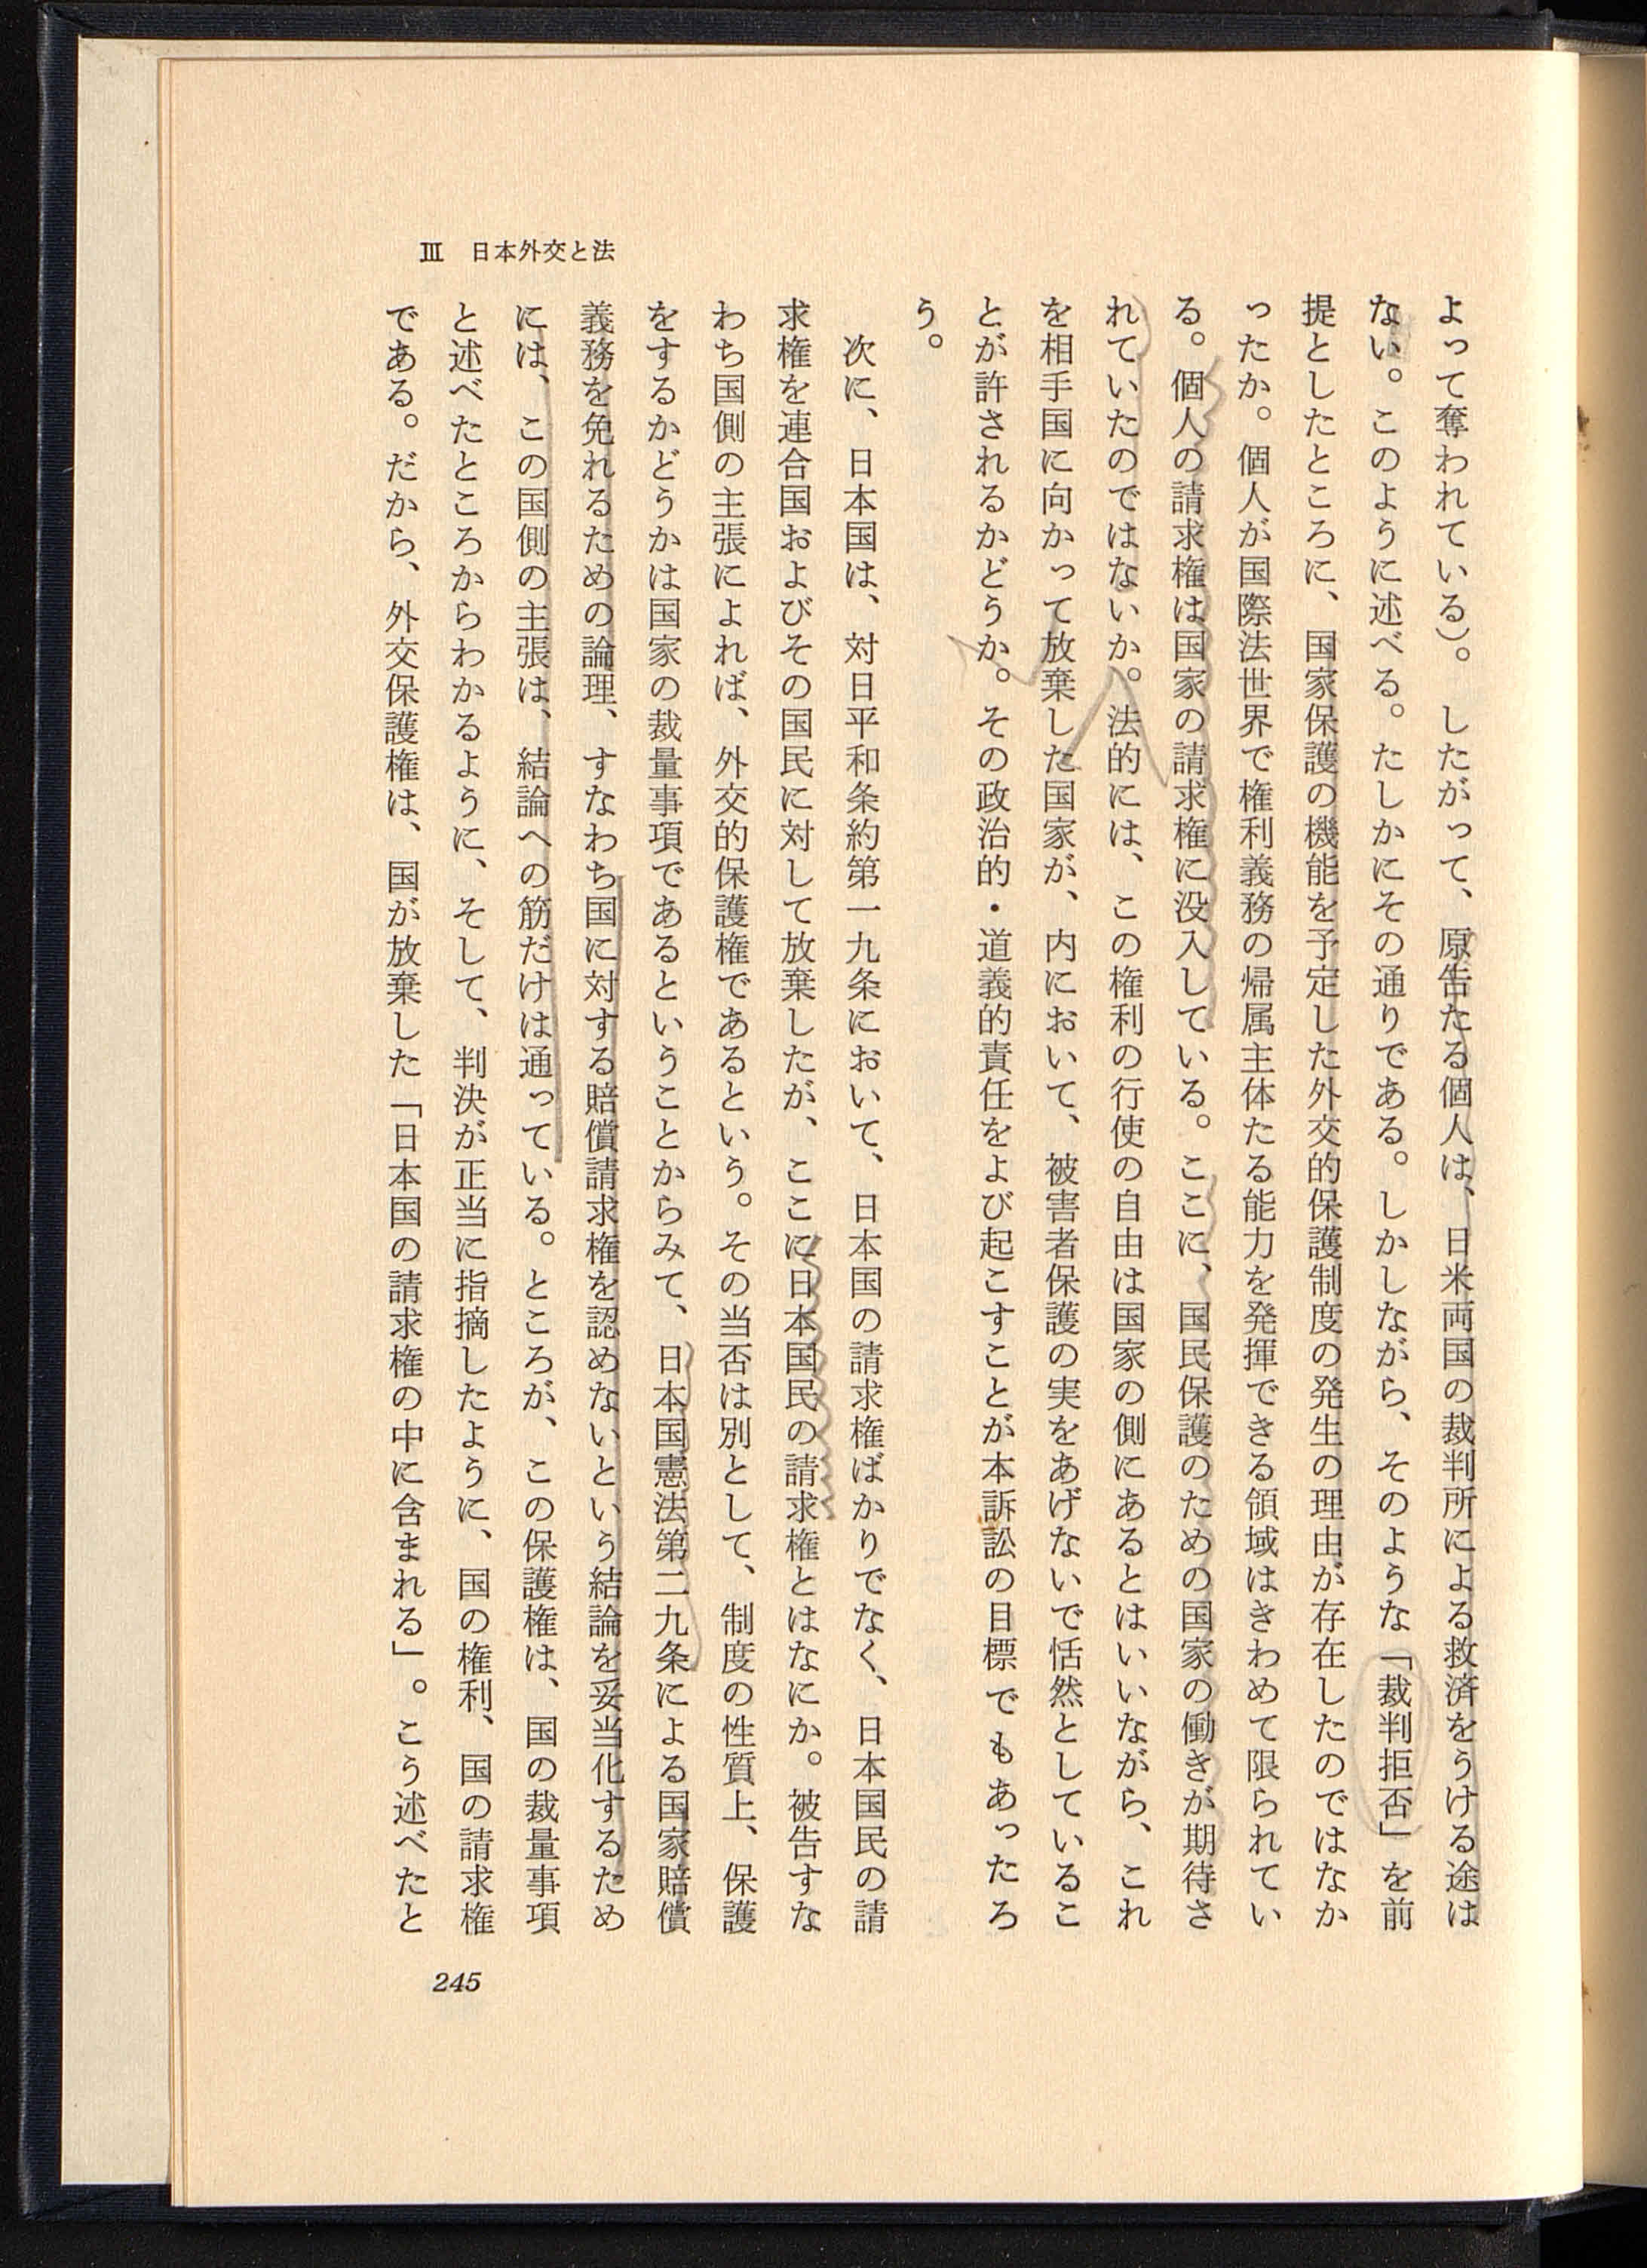 Ⅲ　日本外交と法
よって奪われている）。したがって、原告たる個人は、日米両国の裁判所による救済をうける途は
ない。このように述べる。たしかにその通りである。しかしながら、そのような「裁判拒否」を前
提としたところに、国家保護の機能を予定した外交的保護制度の発生の理由が存在したのではなか
ったか。個人が国際法世界で権利義務の帰属主体たる能力を発揮できる領域はきわめて限られてい
る。個人の請求権は国家の請求権に没入している。ここに、国民保護のための国家の働きが期待さ
れていたのではないか。法的には、この権利の行使の自由は国家の側にあるとはいいながら、これ
を相手国に向かって放棄した国家が、内において、被害者保護の実をあげないで恬然としているこ
とが許されるかどうか。その政治的・道義的責任をよび起こすことが本訴訟の目標でもあったろ
う。
次に、日本国は、対日平和条約第一九条において、日本国の請求権ばかりでなく、日本国民の請
求権を連合国およびその国民に対して放棄したが、ここに日本国民の請求権とはなにか。被告すな
わち国側の主張によれば、外交的保護権であるという。その当否は別として、制度の性質上、保護
をするかどうかは国家の裁量事項であるということからみて、日本国憲法第二九条による国家賠償
義務を免れるための論理、すなわち国に対する賠償請求権を認めないという結論を妥当化するため
には、この国側の主張は、結論への筋だけは通っている。ところが、この保護権は、国の裁量事項
と述べたところからわかるように、そして、判決が正当に指摘したように、国の権利、国の請求権
である。だから、外交保護権は、国が放棄した「日本国の請求権の中に含まれる」。こう述べたと
245